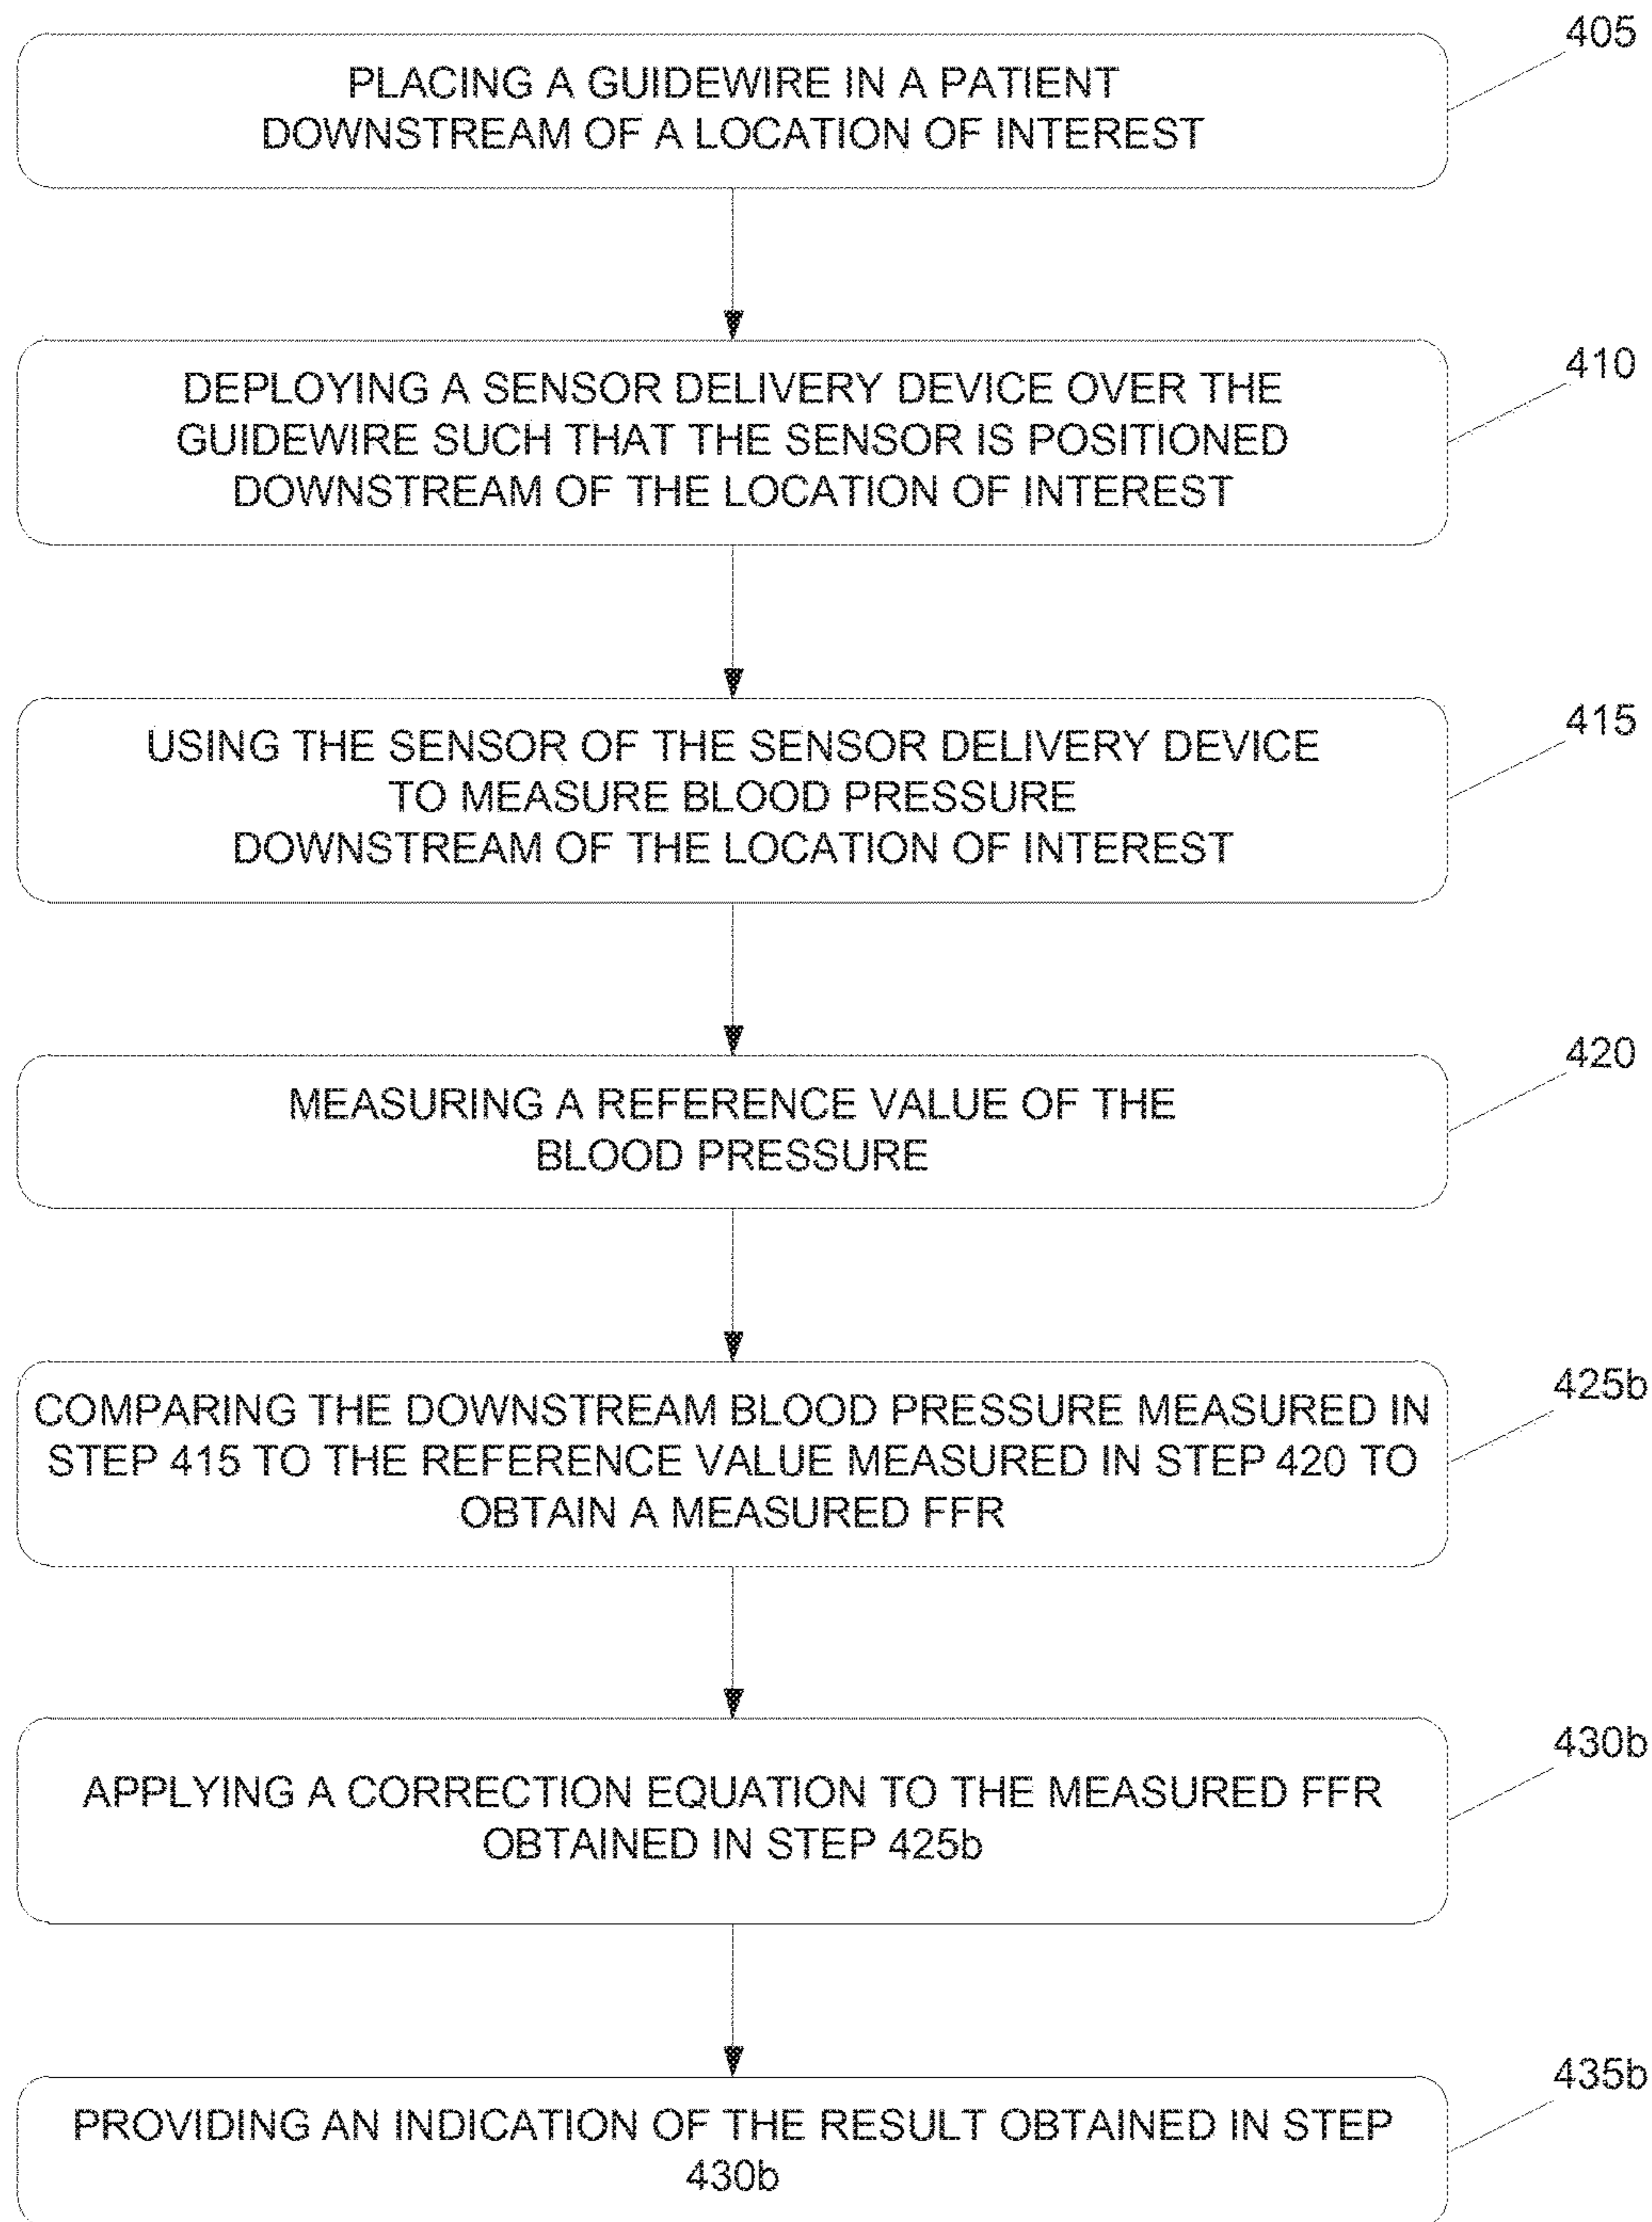 405
PLACING A GUIDEWIRE IN A PATIENT
DOWNSTREAM OF A LOCATION OF INTEREST
410
DEPLOYING A SENSOR DELIVERY DEVICE OVER THE
GUIDEWIRE SUCH THAT THE SENSOR IS POSITIONED
DOWNSTREAM OF THE LOCATION OF INTEREST
415
USING THE SENSOR OF THE SENSOR DELIVERY DEVICE
TO MEASURE BLOOD PRESSURE
DOWNSTREAM OF THE LOCATION OF INTEREST
420
MEASURING A REFERENCE VALUE OF THE
BLOOD PRESSURE
425b
COMPARING THE DOWNSTREAM BLOOD PRESSURE MEASURED IN
STEP 415 TO THE REFERENCE VALUE MEASURED IN STEP 420 TO
OBTAIN A MEASURED FFR
430b
APPLYING A CORRECTION EQUATION TO THE MEASURED FFR
OBTAINED IN STEP 425b
435b
PROVIDING AN INDICATION OF THE RESULT OBTAINED IN STEP
430b